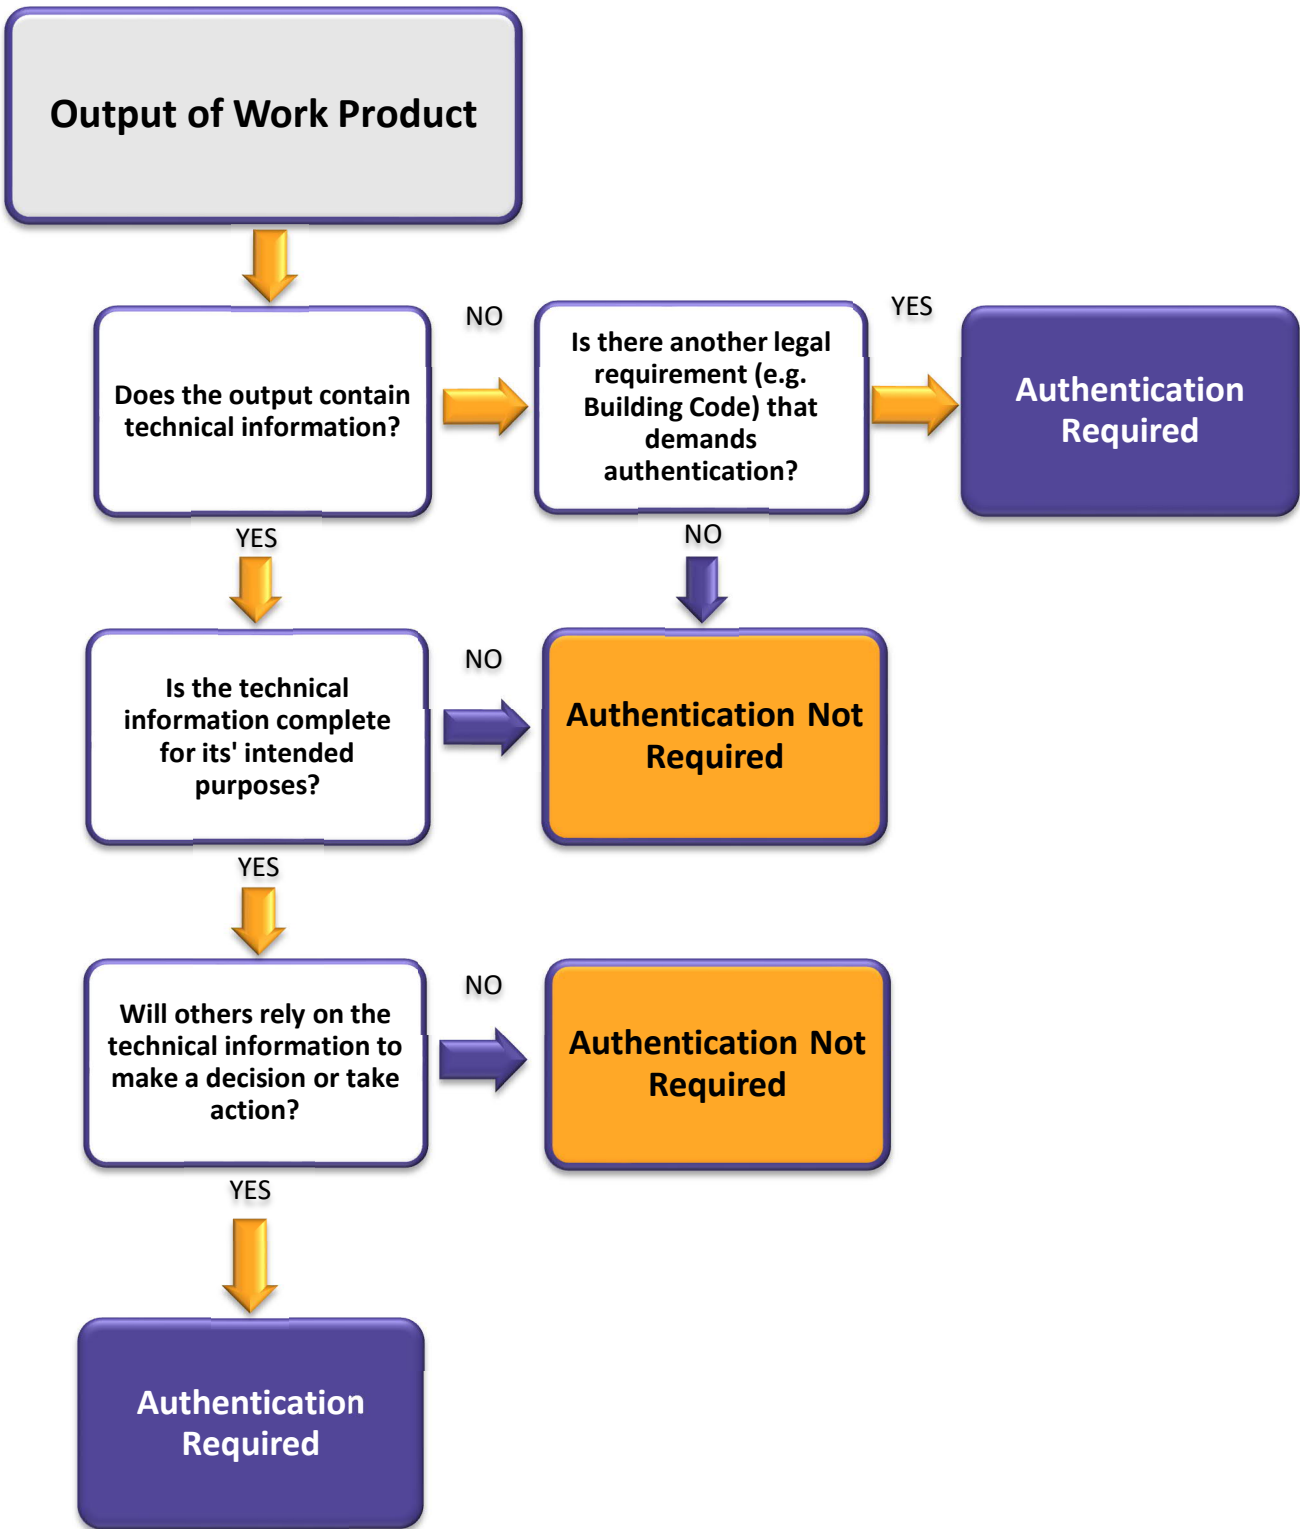 Output of Work Product
NO
YES
Does the output contain
technical information?
Is there another legal
requirement (e.g.
Building Code) that
demands
authentication?
Authentication
Required
YES
NO
Is the technical
information complete
for its' intended
purposes?
NO
Authentication Not
Required
YES
Will others rely on the
technical information to
make a decision or take
action?
NO
Authentication Not
Required
YES
Authentication
Required